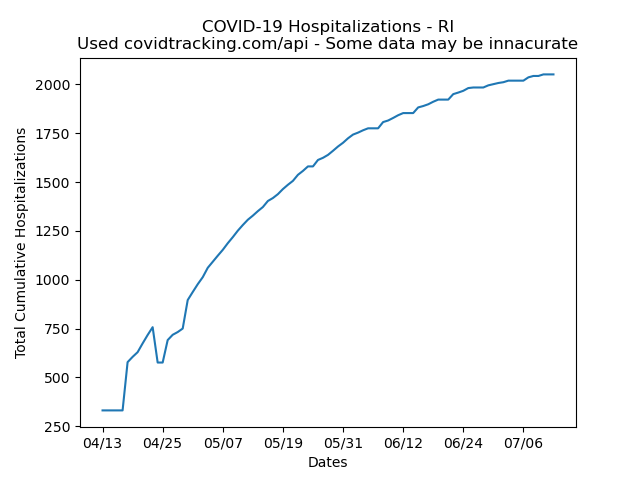 COVID-19 Hospitalizations - RI
Used covidtracking.com/api - Some data may be innacurate
Total Cumulative Hospitalizations
2000
1750
1500
1250
1000
750
500
250
04/13 04/25 05/07 05/19 05/31 06/12 06/24 07/06
Dates